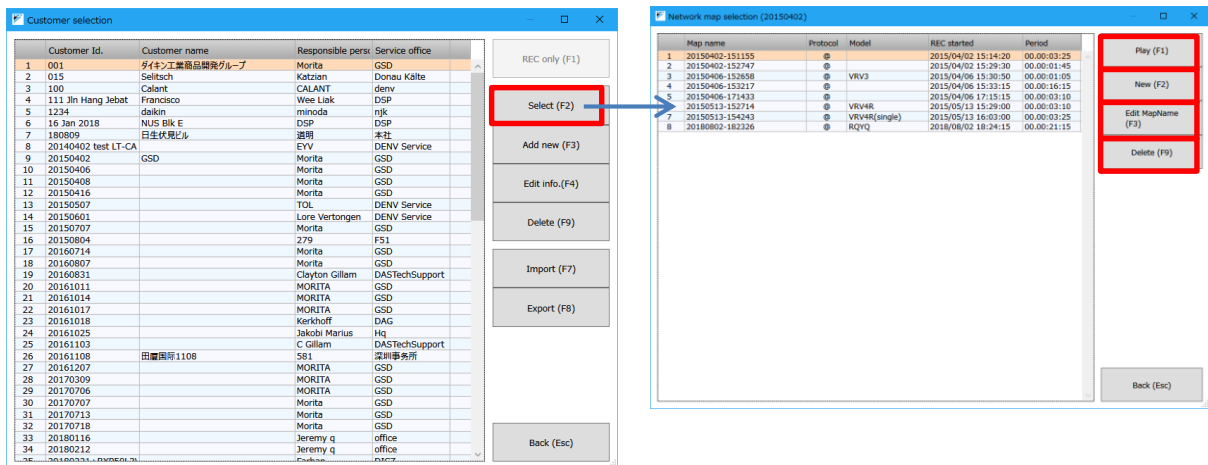 Customer selection
Customer Id. Customer name Responsible perso Service office
1 001 ダイキン工業商品開発グループ Morita GSD
2 015 Selitsch Katzian Donau Kälte
3 100 Calant CALANT denv
4 111 Jln Hang Jebat Francisco Wee Liak DSP
5 1234 daikin minoda njk
6 16 Jan 2018 NUS Blk E DSP DSP
7 180809 日生伏見ビル 道明 本社
8 20140402 test LT-CA EYV DENV Service
9 20150402 GSD Morita GSD
10 20150406 Morita GSD
11 20150408 Morita GSD
12 20150416 Morita GSD
13 20150507 TOL DENV Service
14 20150601 Lore Vertongen DENV Service
15 20150707 Morita GSD
16 20150804 279 F51
17 20160714 Morita GSD
18 20160807 Morita GSD
19 20160831 Clayton Gillam DASTechSupport
20 20161011 MORITA GSD
21 20161014 MORITA GSD
22 20161017 MORITA GSD
23 20161018 Kerkhoff DAG
24 20161025 Jakobi Marius Hq
25 20161103 C Gillam DASTechSupport
26 20161108 田厦国际1108 581 深圳事务所
27 20161207 MORITA GSD
28 20170309 MORITA GSD
29 20170706 MORITA GSD
30 20170707 Morita GSD
31 20170713 Morita GSD
32 20170718 Morita GSD
33 20180116 Jeremy q office
34 20180212 Jeremy q office
REC only (F1)
Select (F2)
Add new (F3)
Edit info.(F4)
Delete (F9)
Import (F7)
Export (F8)
Back (Esc)
Network map selection (20150402)
Map name Protocol Model REC started Period
1 20150402-151155 @ 2015/04/02 15:14:20 00.00:03:25
2 20150402-152747 @ 2015/04/02 15:29:30 00.00:01:45
3 20150406-152658 @ VRV3 2015/04/06 15:30:50 00.00:01:05
4 20150406-153217 @ 2015/04/06 15:33:15 00.00:16:15
5 20150406-171433 @ 2015/04/06 17:15:15 00.00:03:10
20150513-152714 @ VRV4R 2015/05/13 15:29:00 00.00:03:10
7 20150513-154243 @ VRV4R(single) 2015/05/13 16:03:00 00.00:03:25
8 20180802-182326 @ RQYQ 2018/08/02 18:24:15 00.00:21:15
Play (F1)
New (F2)
Edit MapName
(F3)
Delete (F9)
Back (Esc)